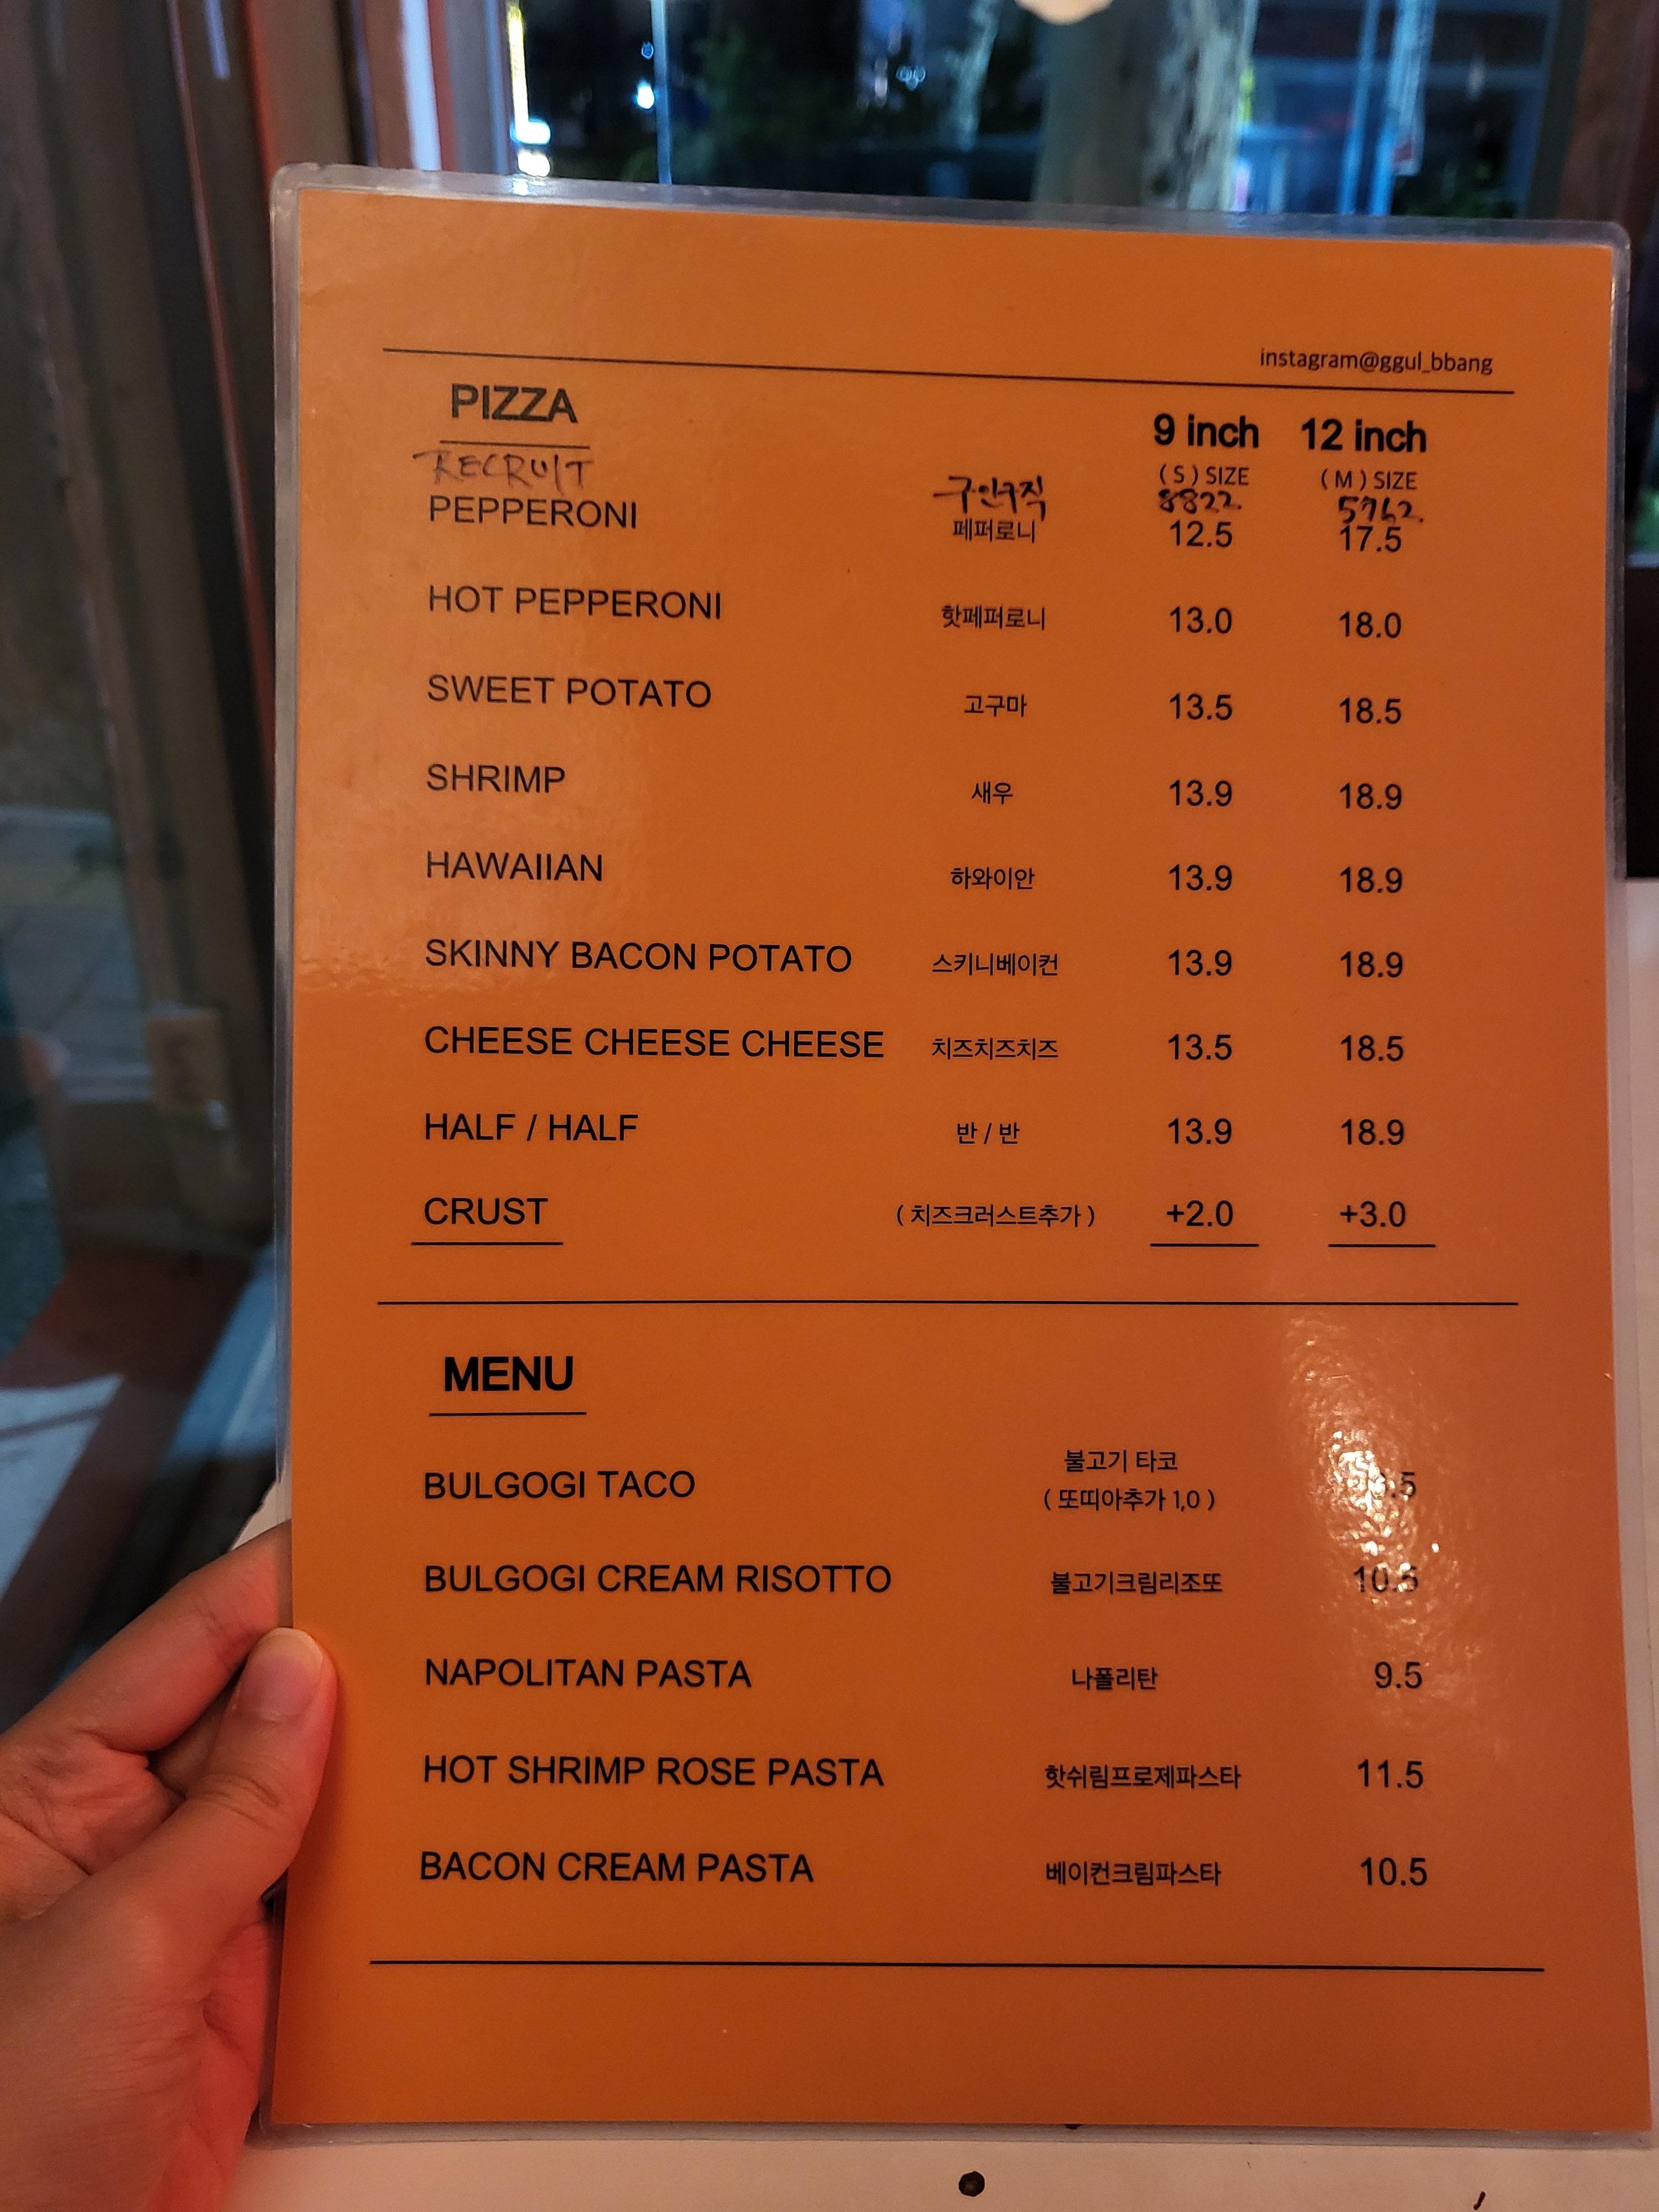 instagram@ggul_bbang
PIZZA 9 inch 12 inch
( S ) SIZE ( M ) SIZE
RECRUIT 구인구직 8822 5762
PEPPERONI 페퍼로니 12.5 17.5
HOT PEPPERONI 핫페퍼로니 13.0 18.0
SWEET POTATO 고구마 13.5 18.5
SHRIMP 새우 13.9 18.9
HAWAIIAN 하와이안 13.9 18.9
SKINNY BACON POTATO 스키니베이컨 13.9 18.9
CHEESE CHEESE CHEESE 치즈치즈치즈 13.5 18.5
HALF / HALF 반 / 반 13.9 18.9
CRUST ( 치즈크러스트추가 ) +2.0 +3.0
MENU
BULGOGI TACO 불고기 타코
( 또띠아추가 1,0 )
BULGOGI CREAM RISOTTO 불고기크림리조또 10.5
NAPOLITAN PASTA 나폴리탄 9.5
HOT SHRIMP ROSE PASTA 핫쉬림프로제파스타 11.5
BACON CREAM PASTA 베이컨크림파스타 10.5